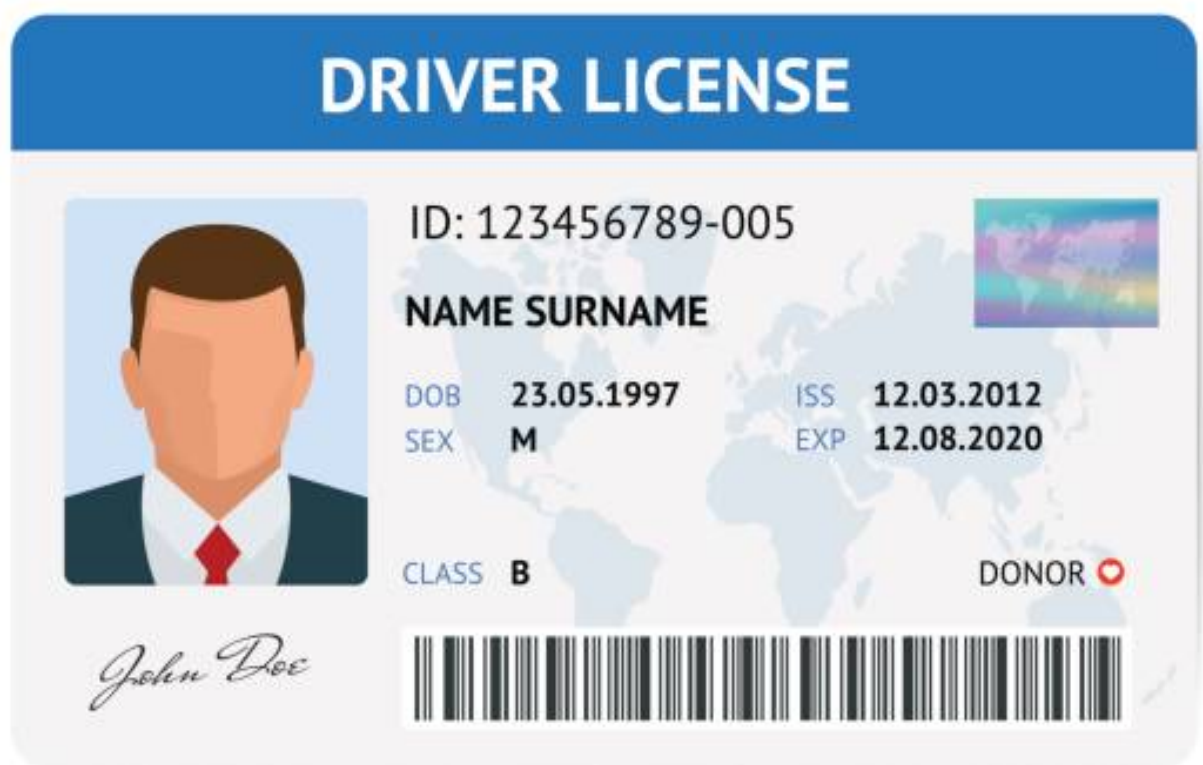 DRIVER LICENSE
ID: 123456789-005
NAME SURNAME
DOB 23.05.1997 ISS 12.03.2012
SEX M EXP 12.08.2020
CLASS B DONOR
John Doe